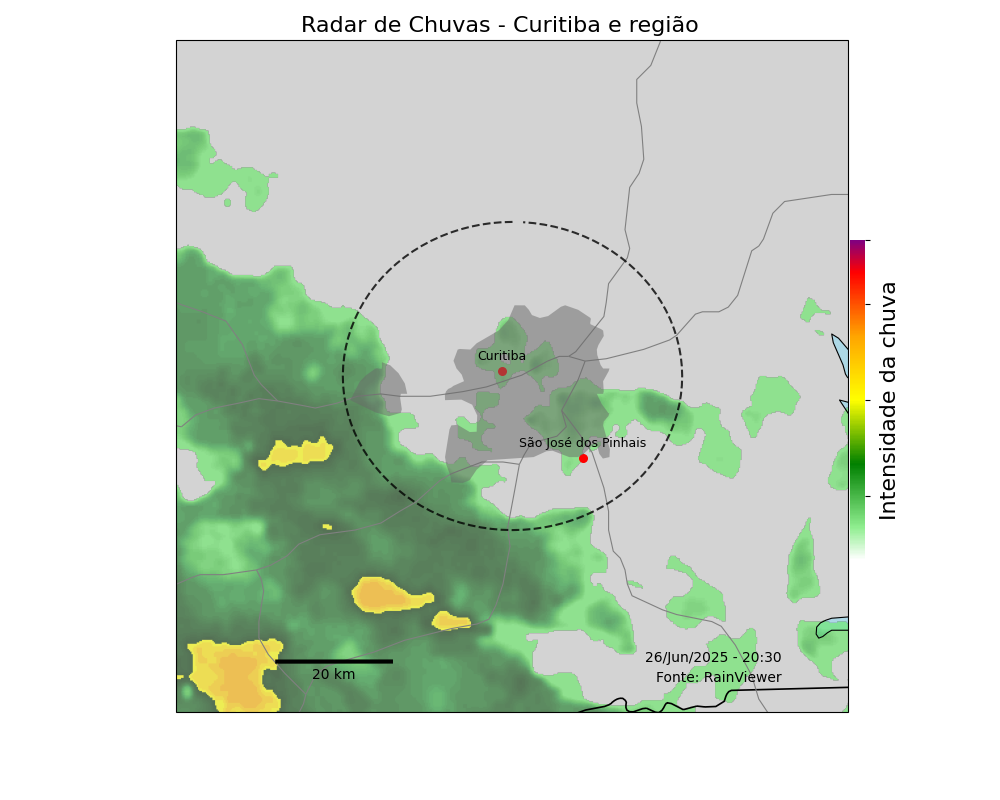 Radar de Chuvas - Curitiba e região
Curitiba
São José dos Pinhais
Intensidade da chuva
26/Jun/2025 - 20:30
Fonte: RainViewer
20 km